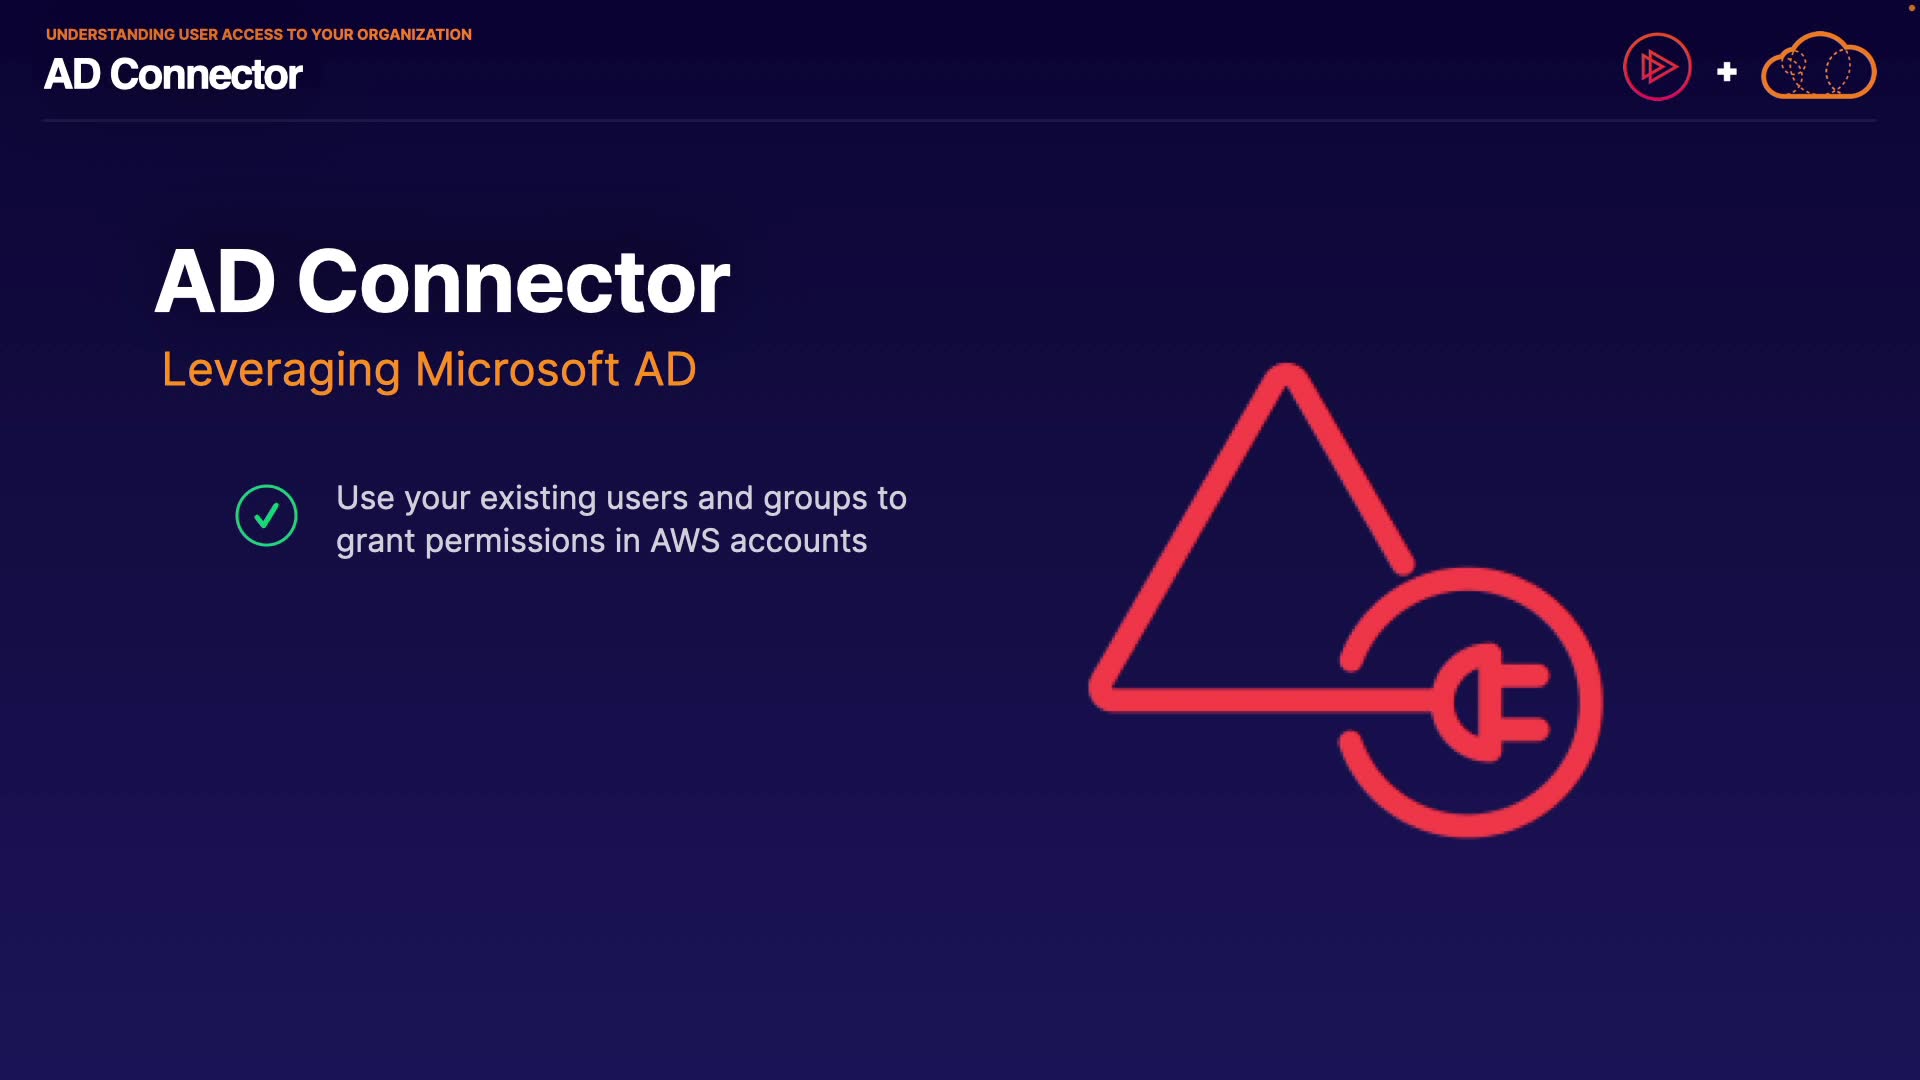 UNDERSTANDING USER ACCESS TO YOUR ORGANIZATION
AD Connector
AD Connector
Leveraging Microsoft AD
Use your existing users and groups to
grant permissions in AWS accounts